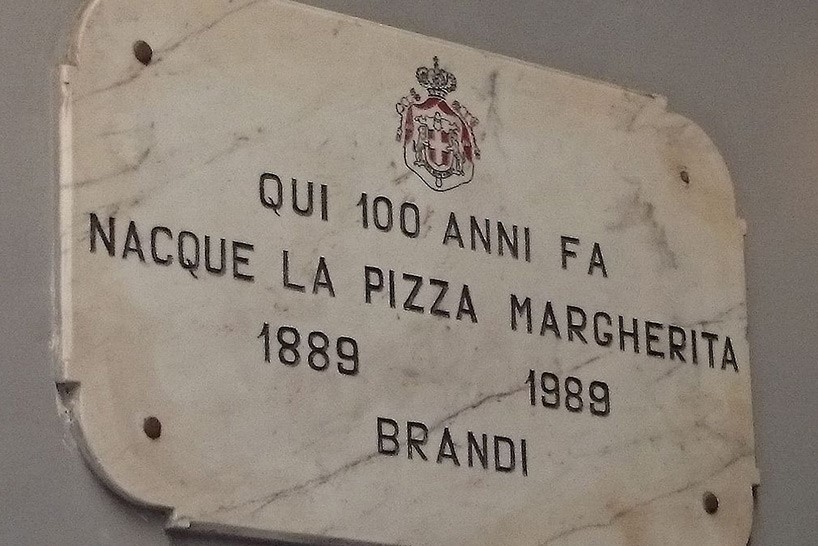 QUI 100 ANNI FA
NACQUE LA PIZZA MARGHERITA
1889 1989
BRANDI